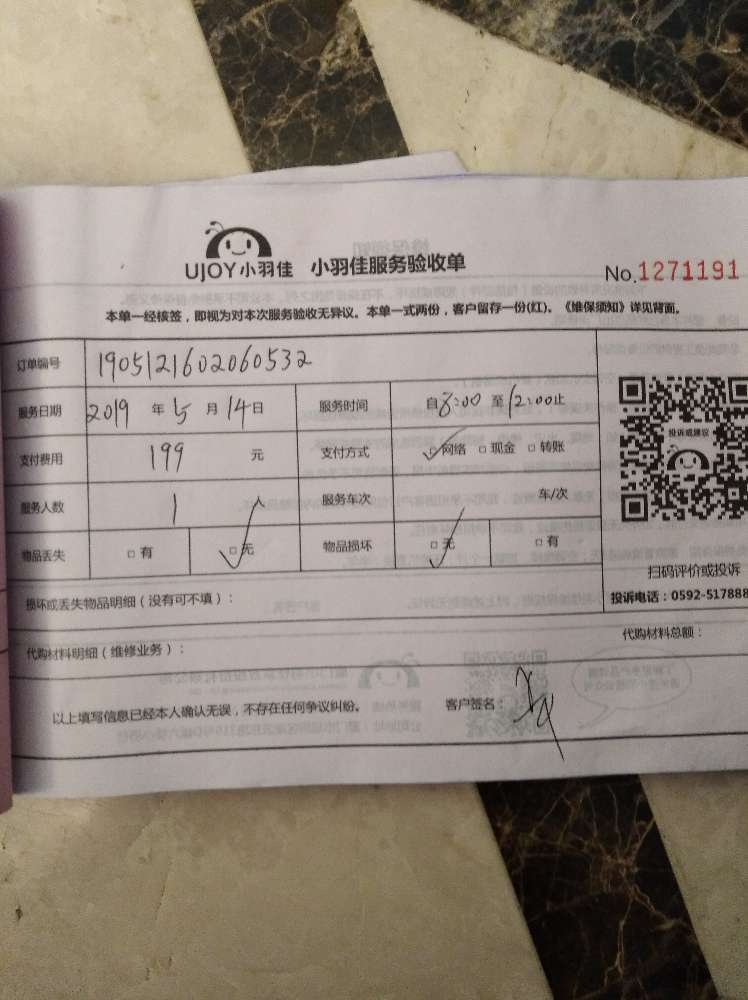 UJOY小羽佳 小羽佳服务验收单
No.1271191
本单一经核签，即视为对本次服务验收无异议。本单一式两份，客户留存一份(红)。《维保须知》详见背面。
订单编号 1905121602060532
服务日期 2019 年 5 月 14 日 服务时间 自 8:00 至 12:00 止
支付费用 199 元 支付方式 网络 现金 转账
投诉或建议
服务人数 1 人 服务车次 车/次
物品丢失 有 无 物品损坏 无 有
扫码评价或投诉
损坏或丢失物品明细（没有可不填）：
投诉电话：0592-517888
代购材料明细（维修业务）： 代购材料总额：
以上填写信息已经本人确认无误，不存在任何争议纠纷。 客户签名：